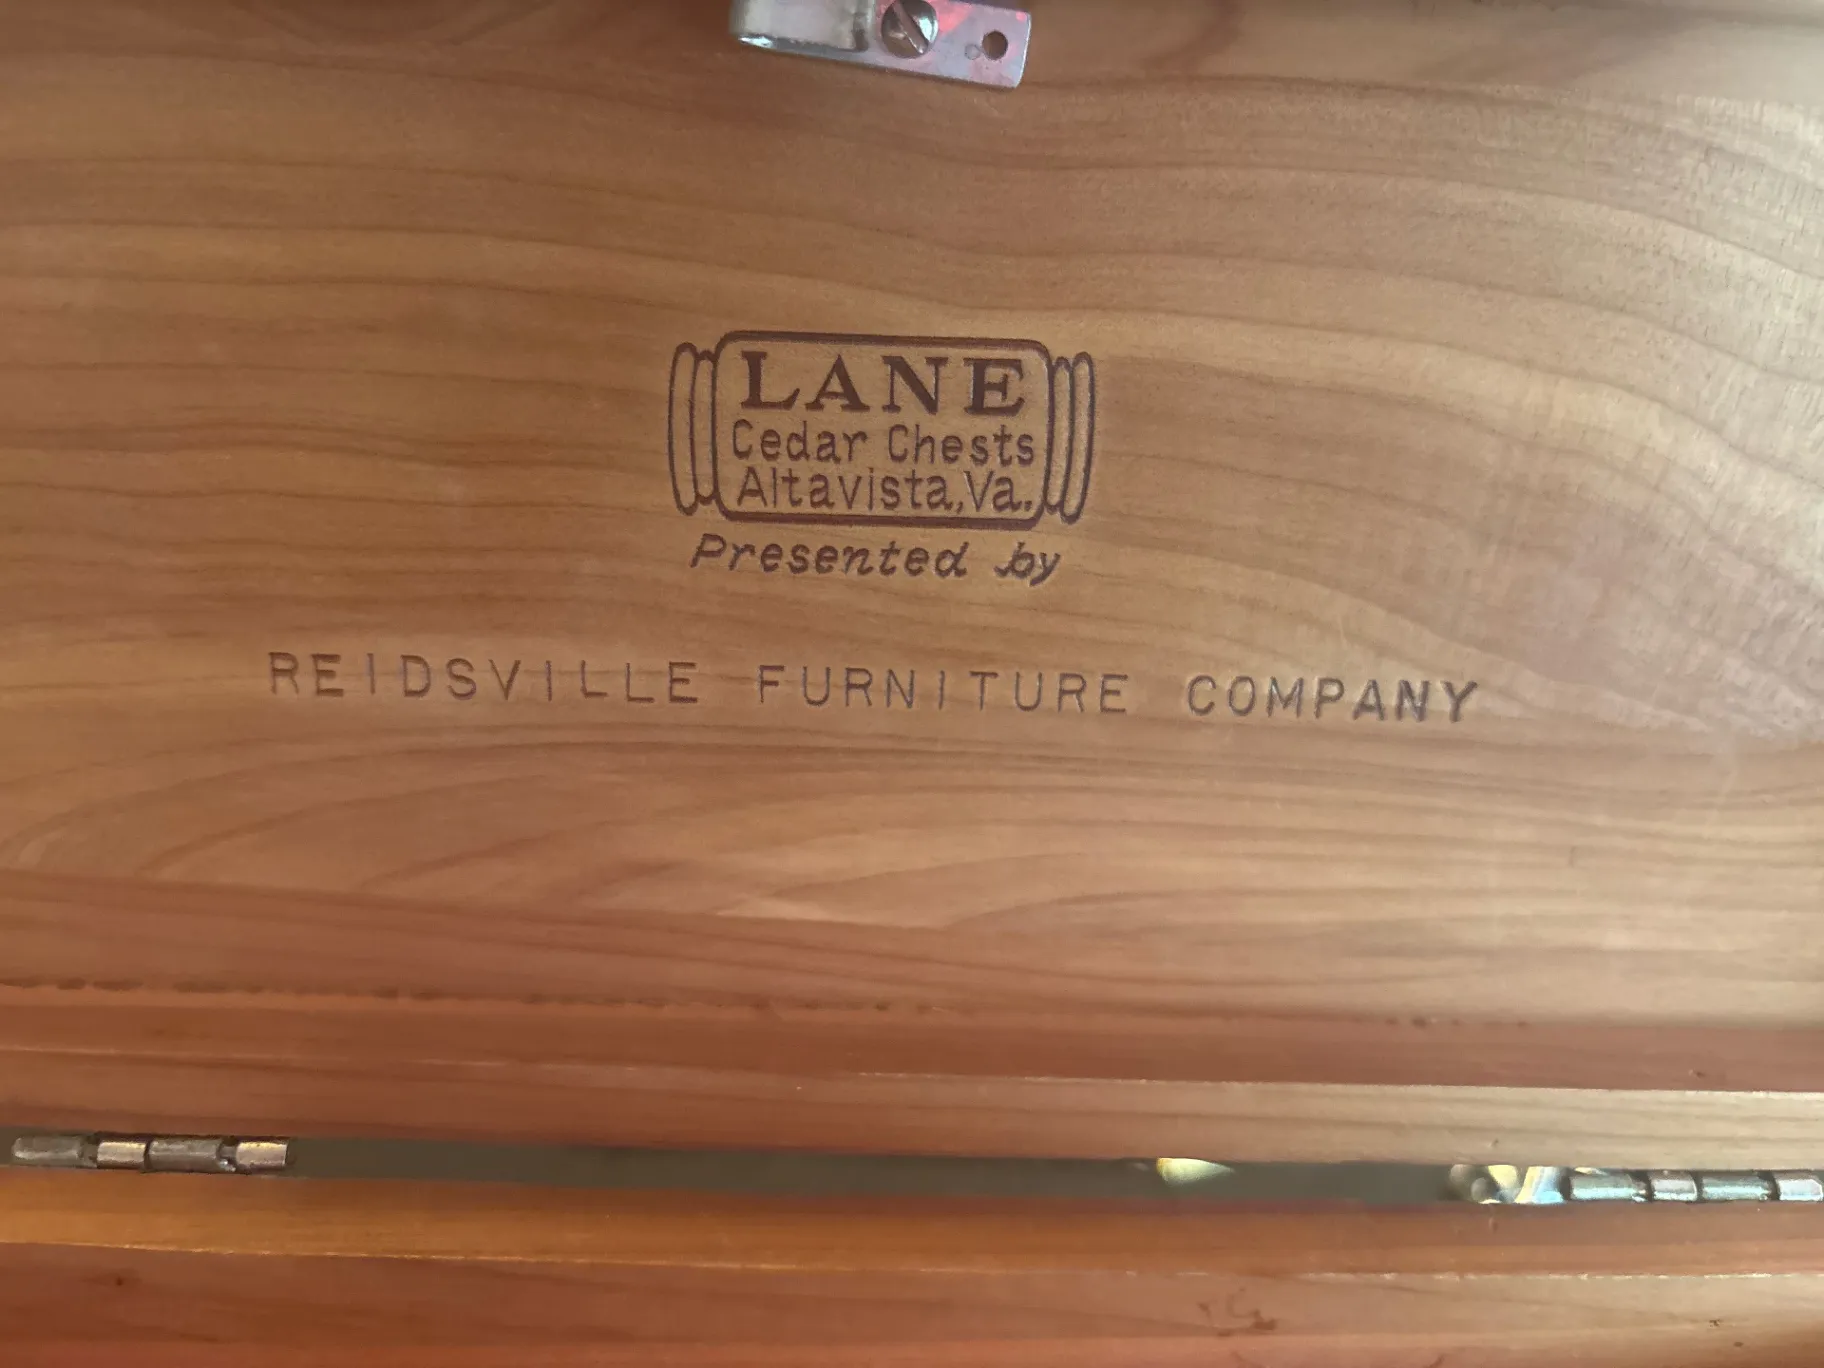 LANE
Cedar Chests
Altavista, Va.
Presented by
REIDSVILLE FURNITURE COMPANY